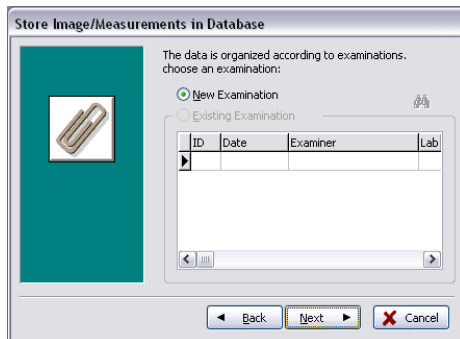 Store Image/Measurements in Database
The data is organized according to examinations.
choose an examination:
New Examination
Existing Examination
ID Date Examiner Lab
Back Next Cancel